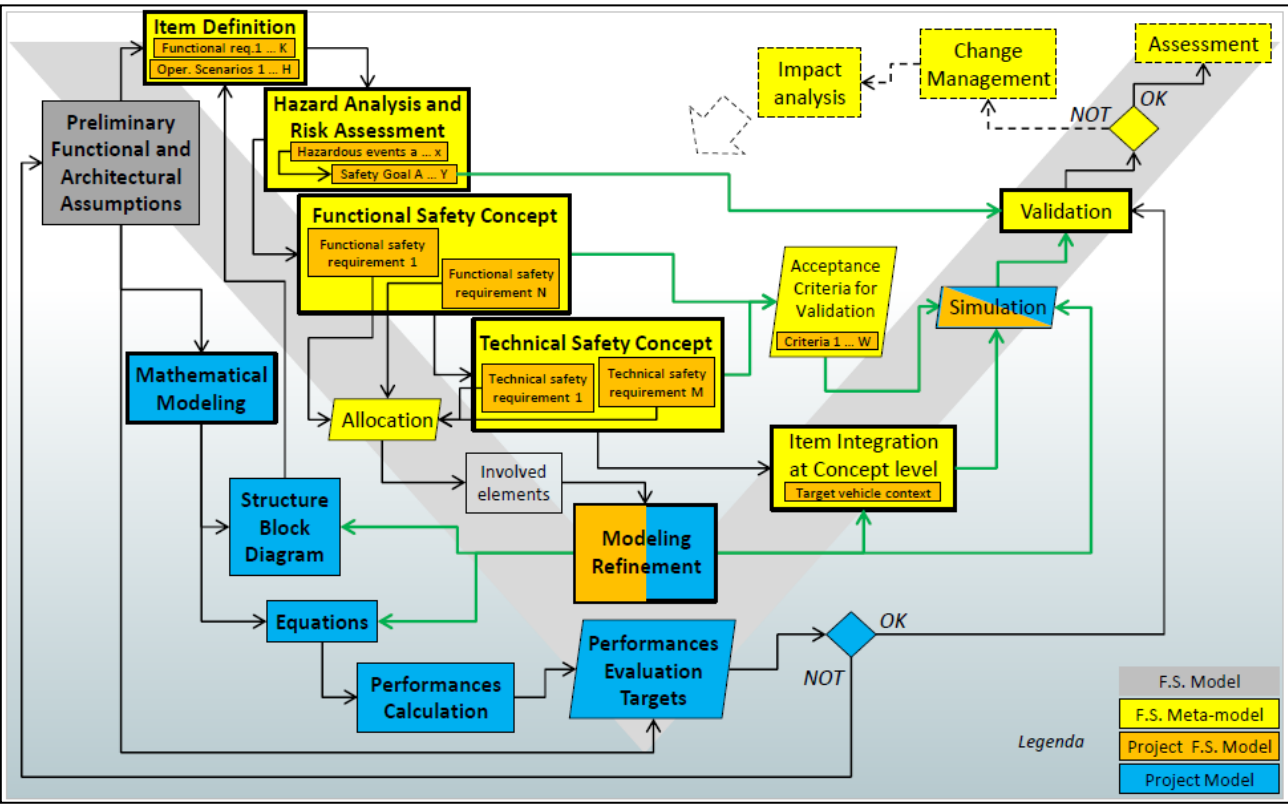 Item Definition
Functional req.1 ... K
Oper. Scenarios 1 ... H
Preliminary
Functional and
Architectural
Assumptions
Hazard Analysis and
Risk Assessment
Hazardous events a ... x
Safety Goal A ... Y
Functional Safety Concept
Functional safety
requirement 1
Functional safety
requirement N
Technical Safety Concept
Technical safety
requirement 1
Technical safety
requirement M
Impact
analysis
Change
Management
Assessment
NOT
OK
Validation
Acceptance
Criteria for
Validation
Criteria 1 ... W
Simulation
Mathematical
Modeling
Allocation
Involved
elements
Item Integration
at Concept level
Target vehicle context
Structure
Block
Diagram
Modeling
Refinement
Equations
Performances
Calculation
Performances
Evaluation
Targets
OK
NOT
Legenda
F.S. Model
F.S. Meta-model
Project F.S. Model
Project Model